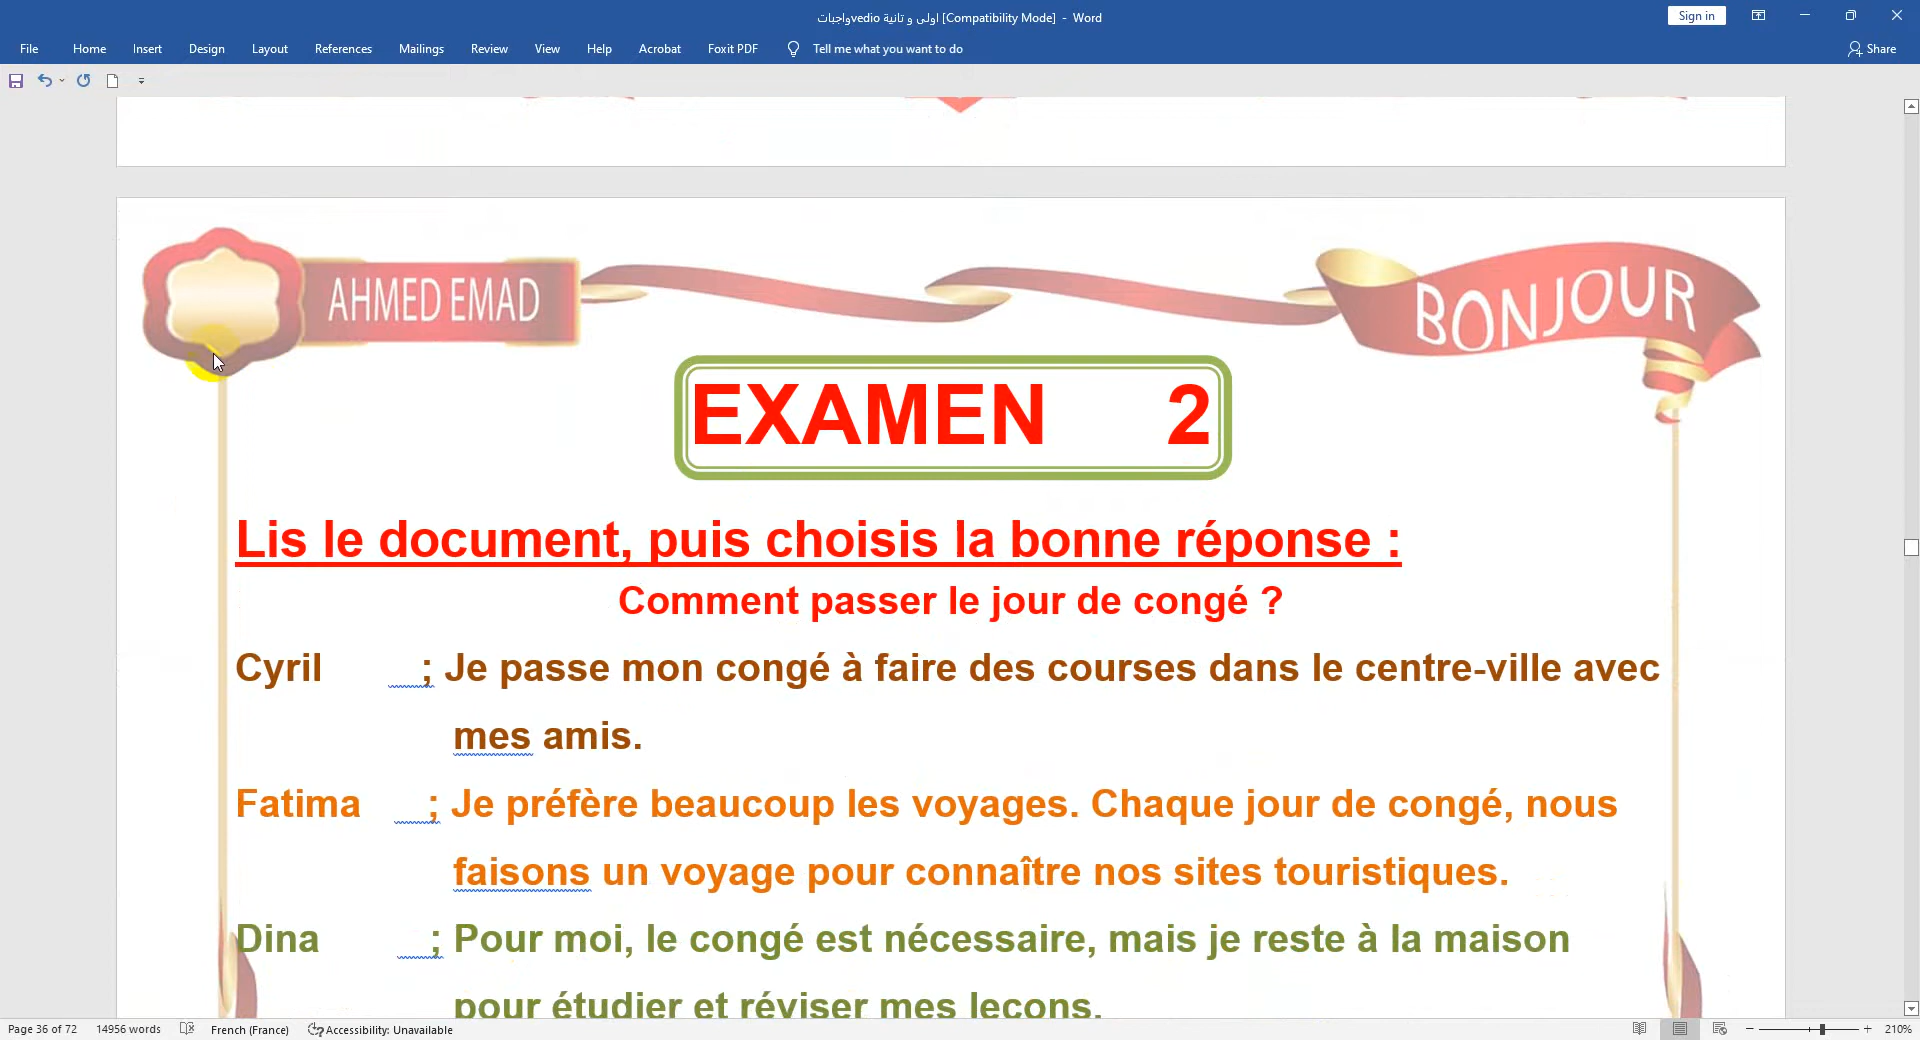 واجباتvedio اولى و تانية [Compatibility Mode] - Word
Sign in
File Home Insert Design Layout References Mailings Review View Help Acrobat Foxit PDF Tell me what you want to do Share
AHMED EMAD
BONJOUR
EXAMEN 2
Lis le document, puis choisis la bonne réponse :
Comment passer le jour de congé ?
Cyril ; Je passe mon congé à faire des courses dans le centre-ville avec
mes amis.
Fatima ; Je préfère beaucoup les voyages. Chaque jour de congé, nous
faisons un voyage pour connaître nos sites touristiques.
Dina ; Pour moi, le congé est nécessaire, mais je reste à la maison
pour étudier et réviser mes leçons.
Page 36 of 72 14956 words French (France) Accessibility: Unavailable 210%